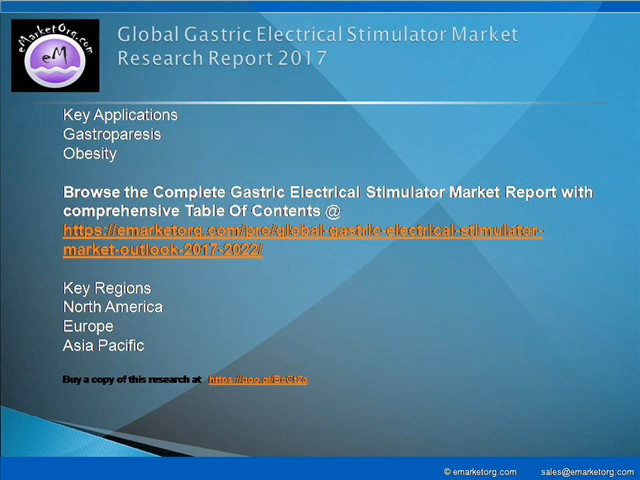 eMarketOrg.com
eM
Global Gastric Electrical Stimulator Market
Research Report 2017
Key Applications
Gastroparesis
Obesity
Browse the Complete Gastric Electrical Stimulator Market Report with
comprehensive Table Of Contents @
https://emarketorg.com/pro/global-gastric-electrical-stimulator-
market-outlook-2017-2022/
Key Regions
North America
Europe
Asia Pacific
Buy a copy of this research at
© emarketorg.com sales@emarketorg.com